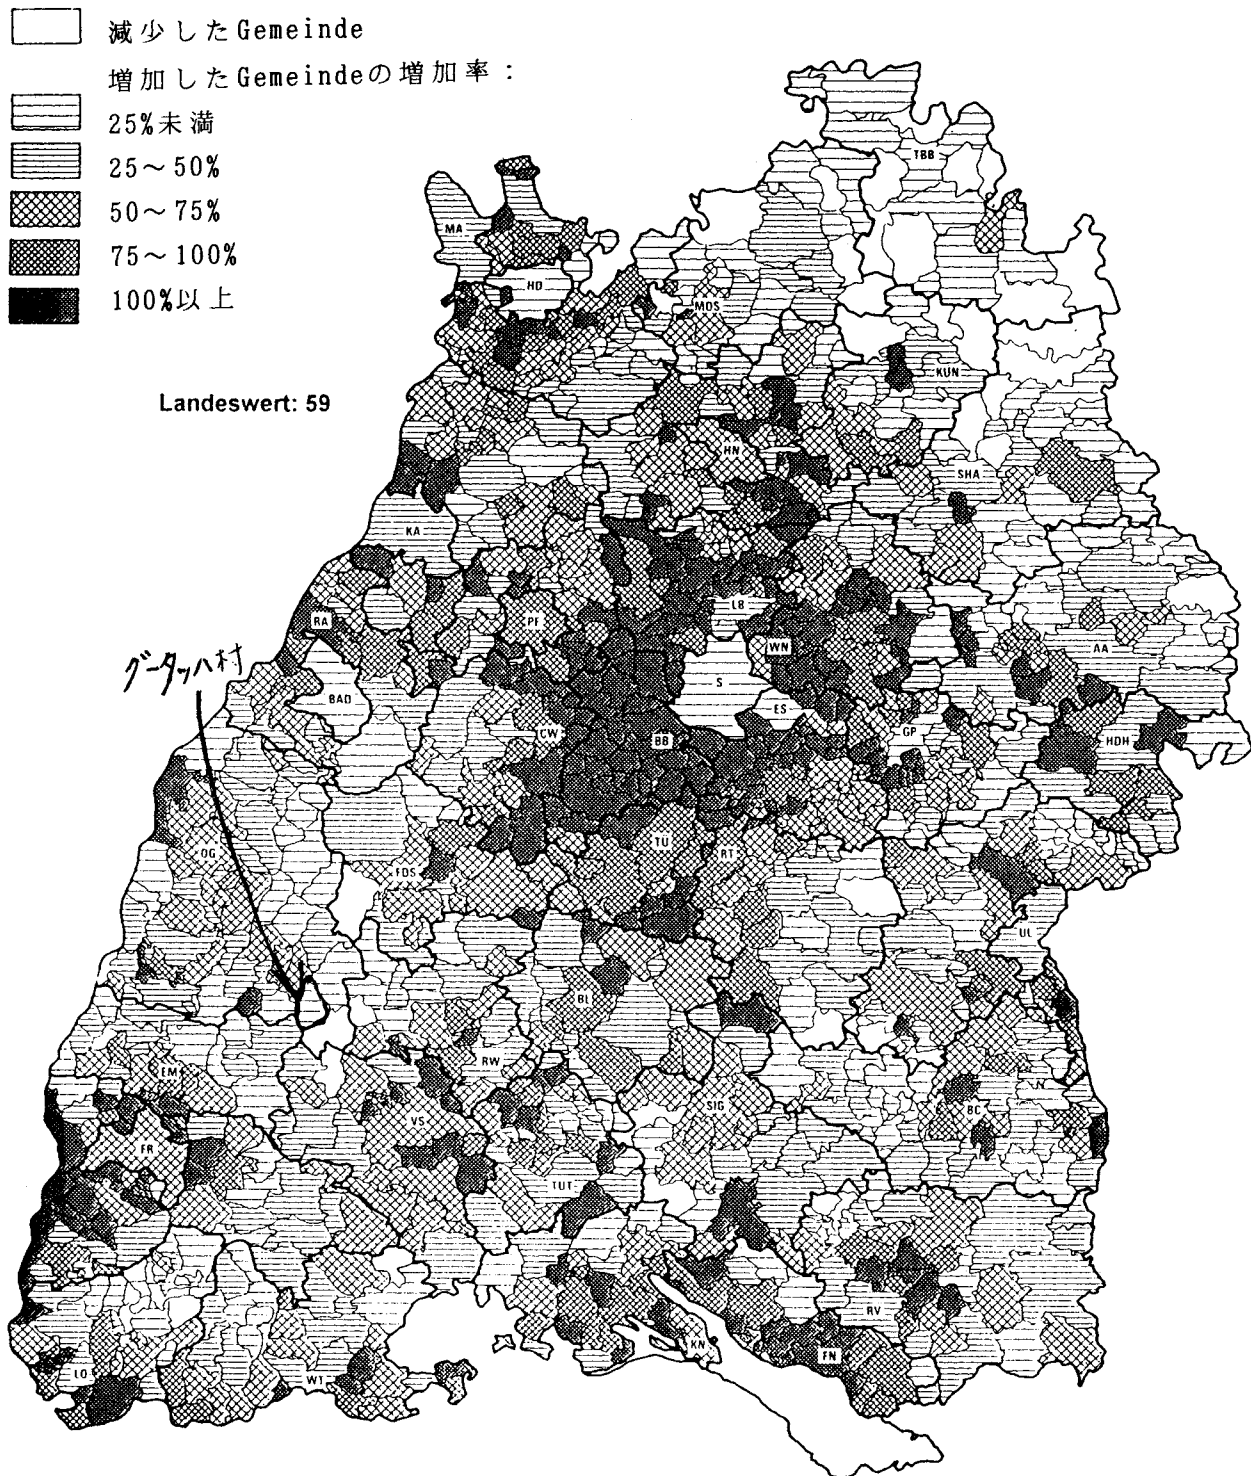 減少したGemeinde
増加したGemeindeの増加率:
25%未満
25～50%
50～75%
75～100%
100%以上
Landeswert: 59
グータッハ村
TBB
MA
HD
MOS
KUN
HN
SHA
KA
LB
RA
PF
WN
AA
BAD
S
ES
CW
BB
GP
HDH
TU
OG
RT
FDS
UL
BL
RW
EM
SIG
BC
VS
FR
TUT
RV
KN
FN
LO
WT